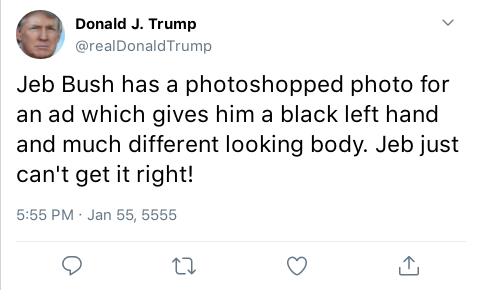 Donald J. Trump
@realDonaldTrump
Jeb Bush has a photoshopped photo for
an ad which gives him a black left hand
and much different looking body. Jeb just
can't get it right!
5:55 PM · Jan 55, 5555